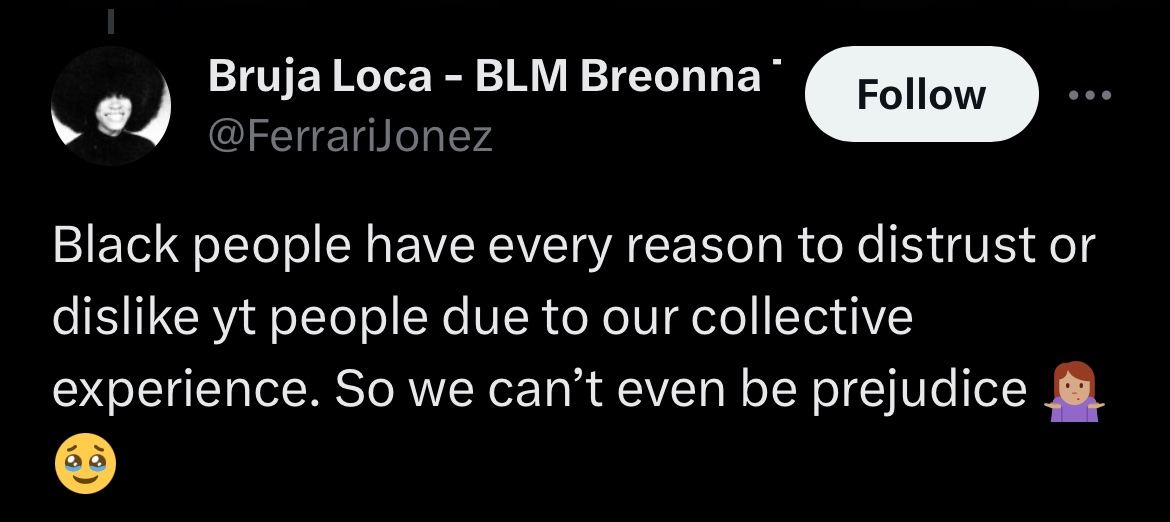 Bruja Loca - BLM Breonna
Follow
@FerrariJonez
Black people have every reason to distrust or
dislike yt people due to our collective
experience. So we can’t even be prejudice 🤷🏽‍♀️
🥹